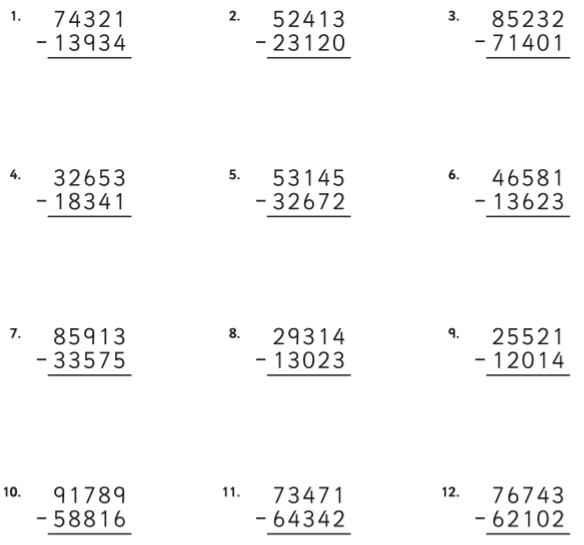 1. 74321 2. 52413 3. 85232
- 13934 - 23120 - 71401
4. 32653 5. 53145 6. 46581
- 18341 - 32672 - 13623
7. 85913 8. 29314 9. 25521
- 33575 - 13023 - 12014
10. 91789 11. 73471 12. 76743
- 58816 - 64342 - 62102